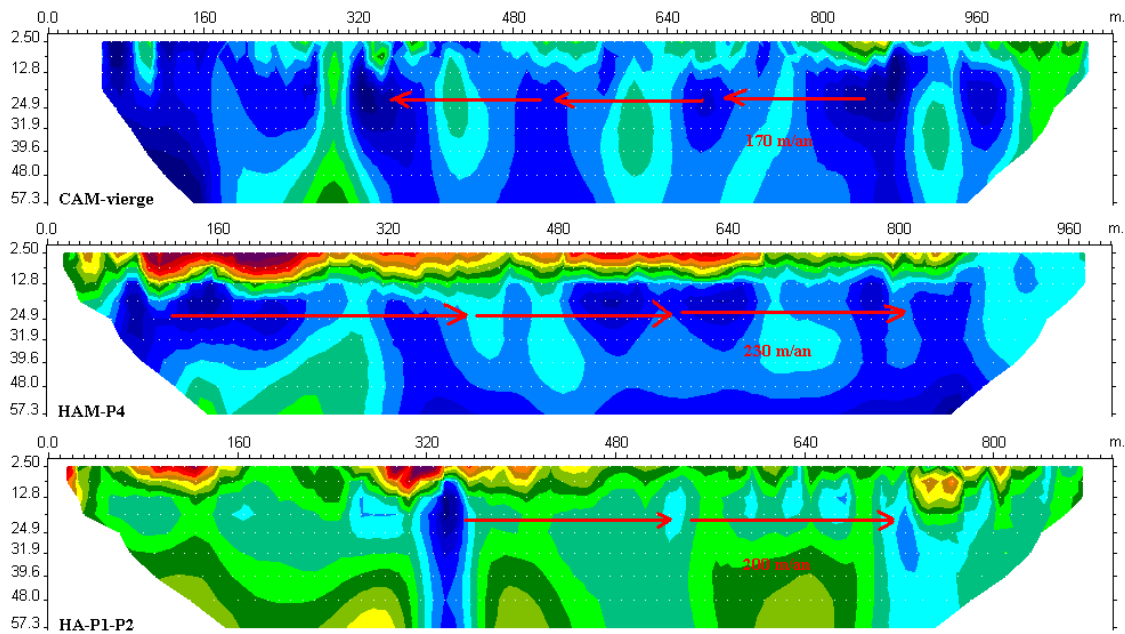 0.0 160 320 480 640 800 960 m.
2.50
12.8
24.9
31.9
39.6
48.0
57.3
170 m/an
CAM-vierge
0.0 160 320 480 640 800 960 m.
2.50
12.8
24.9
31.9
39.6
48.0
57.3
230 m/an
HAM-P4
0.0 160 320 480 640 800 m.
2.50
12.8
24.9
31.9
39.6
48.0
57.3
200 m/an
HA-P1-P2